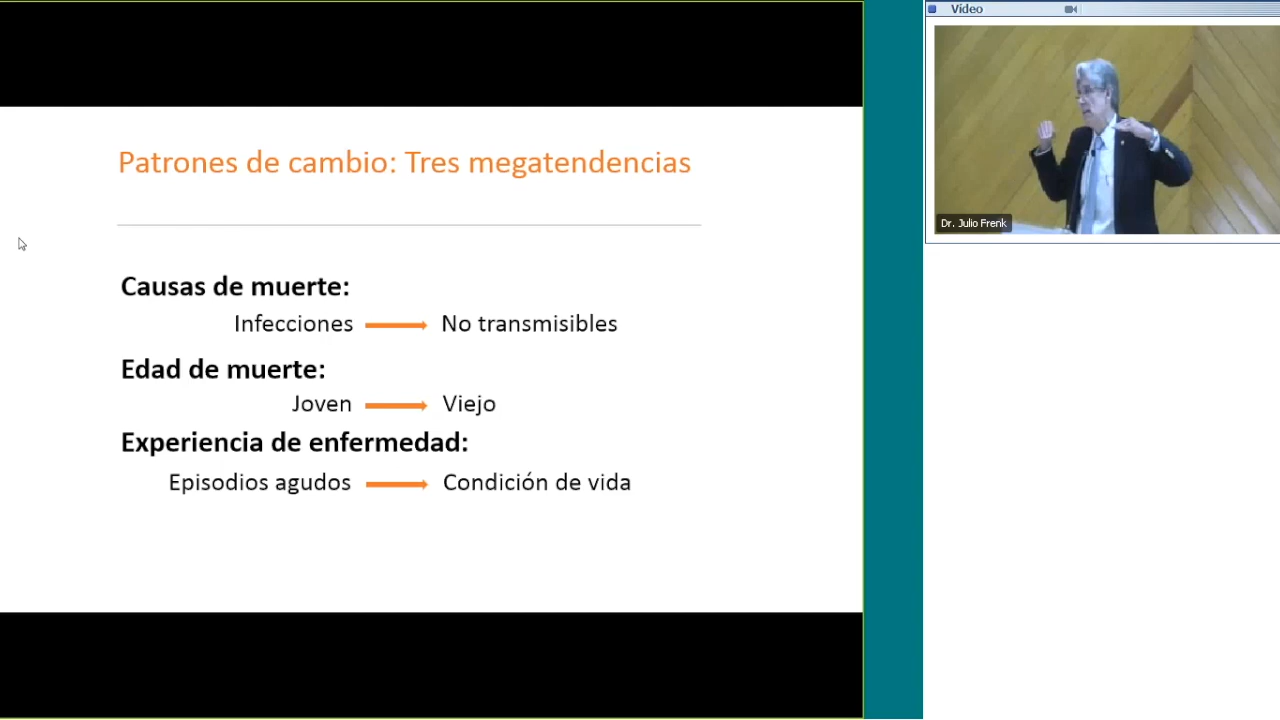 Patrones de cambio: Tres megatendencias
Causas de muerte:
Infecciones No transmisibles
Edad de muerte:
Joven Viejo
Experiencia de enfermedad:
Episodios agudos Condición de vida
Vídeo
Dr. Julio Frenk